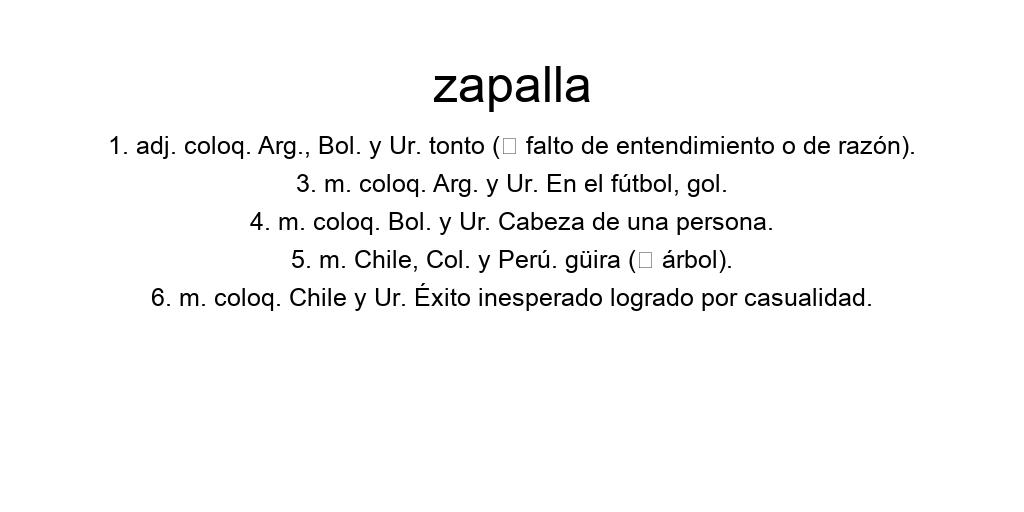 zapalla
1. adj. coloq. Arg., Bol. y Ur. tonto (▯ falto de entendimiento o de razón).
3. m. coloq. Arg. y Ur. En el fútbol, gol.
4. m. coloq. Bol. y Ur. Cabeza de una persona.
5. m. Chile, Col. y Perú. güira (▯ árbol).
6. m. coloq. Chile y Ur. Éxito inesperado logrado por casualidad.